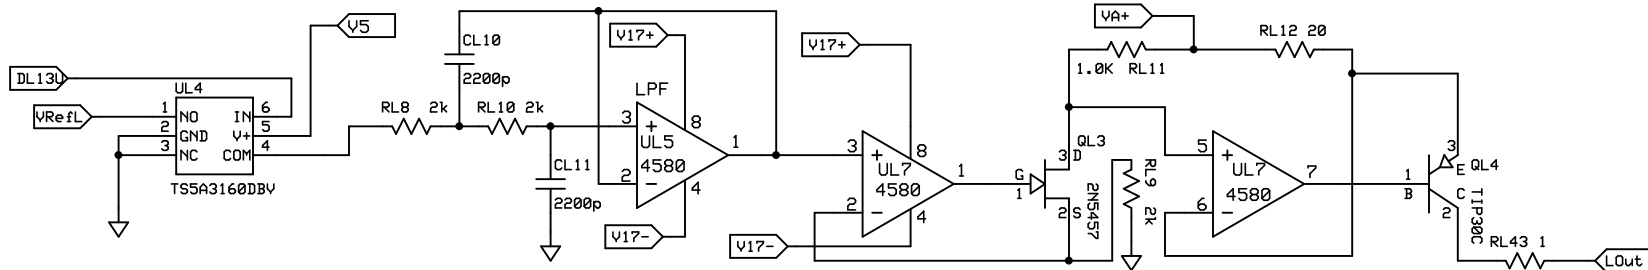 V5
DL13U
UL4
VRefL
1 NO
2 GND
3 NC
IN 6
V+ 5
COM 4
TS5A3160DBV
RL8 2k
CL10
2200p
RL10 2k
CL11
2200p
V17+
LPF
3 +
8
UL5
4580
1
2 -
4
V17-
V17+
3 +
8
UL7
4580
1
2 -
4
V17-
VA+
1.0K RL11
RL12 20
QL3
3 D
G
1
2 S
2N5457
RL9
2k
5 +
UL7
4580
7
6 -
3
E
QL4
1
B
C
2
TIP30C
RL43 1
LOut